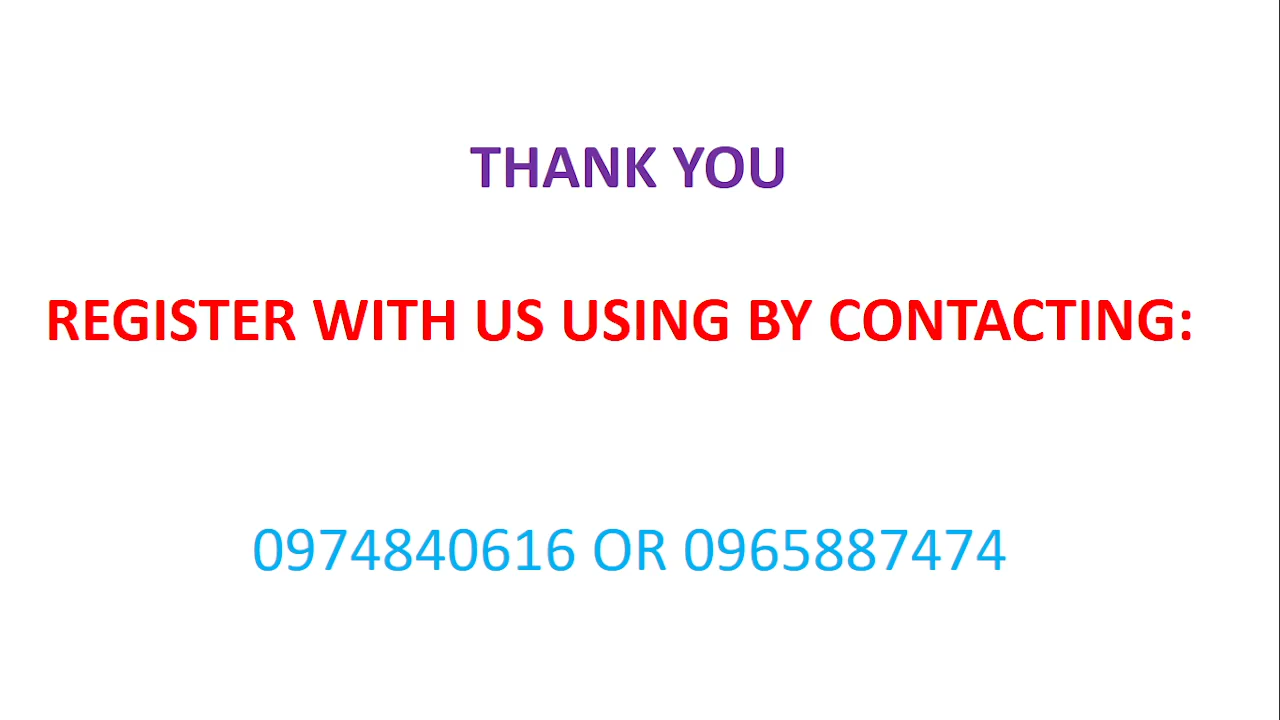 THANK YOU
REGISTER WITH US USING BY CONTACTING:
0974840616 OR 0965887474